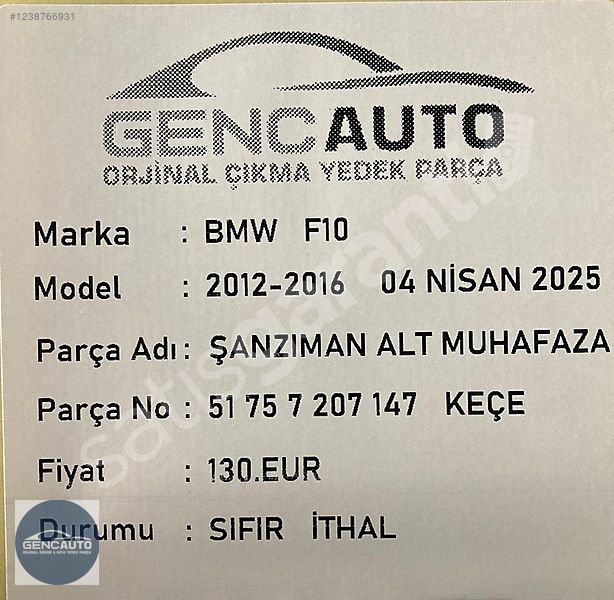 #1238766931
GENCAUTO
ORJİNAL ÇIKMA YEDEK PARÇA
Marka : BMW F10
Model : 2012-2016 04 NİSAN 2025
Parça Adı : ŞANZIMAN ALT MUHAFAZA
Parça No : 51 75 7 207 147 KEÇE
Fiyat : 130.EUR
Durumu : SIFIR İTHAL
GENCAUTO
satisgaranti